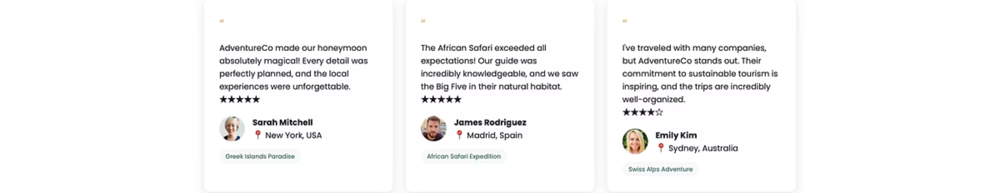 “
AdventureCo made our honeymoon
absolutely magical! Every detail was
perfectly planned, and the local
experiences were unforgettable.
★★★★★
Sarah Mitchell
📍 New York, USA
Greek Islands Paradise
“
The African Safari exceeded all
expectations! Our guide was
incredibly knowledgeable, and we saw
the Big Five in their natural habitat.
★★★★★
James Rodriguez
📍 Madrid, Spain
African Safari Expedition
“
I've traveled with many companies,
but AdventureCo stands out. Their
commitment to sustainable tourism is
inspiring, and the trips are incredibly
well-organized.
★★★★☆
Emily Kim
📍 Sydney, Australia
Swiss Alps Adventure